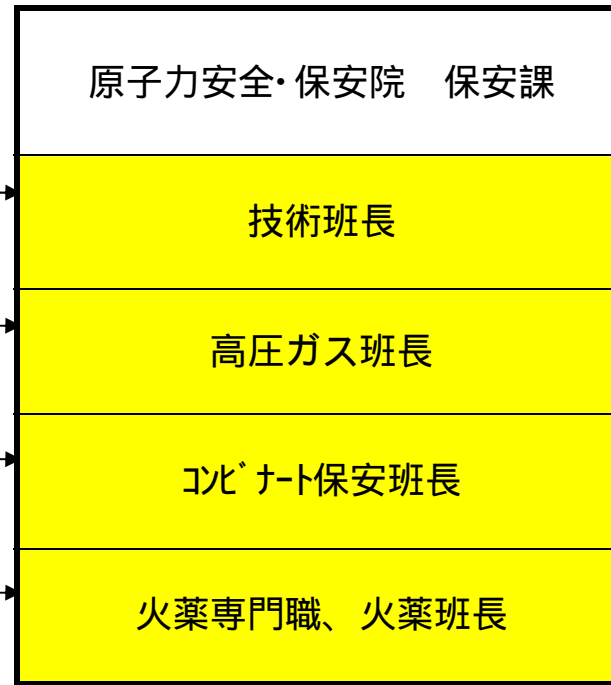 原子力安全・保安院　保安課
技術班長
高圧ガス班長
ｺﾝﾋﾞﾅｰﾄ保安班長
火薬専門職、火薬班長